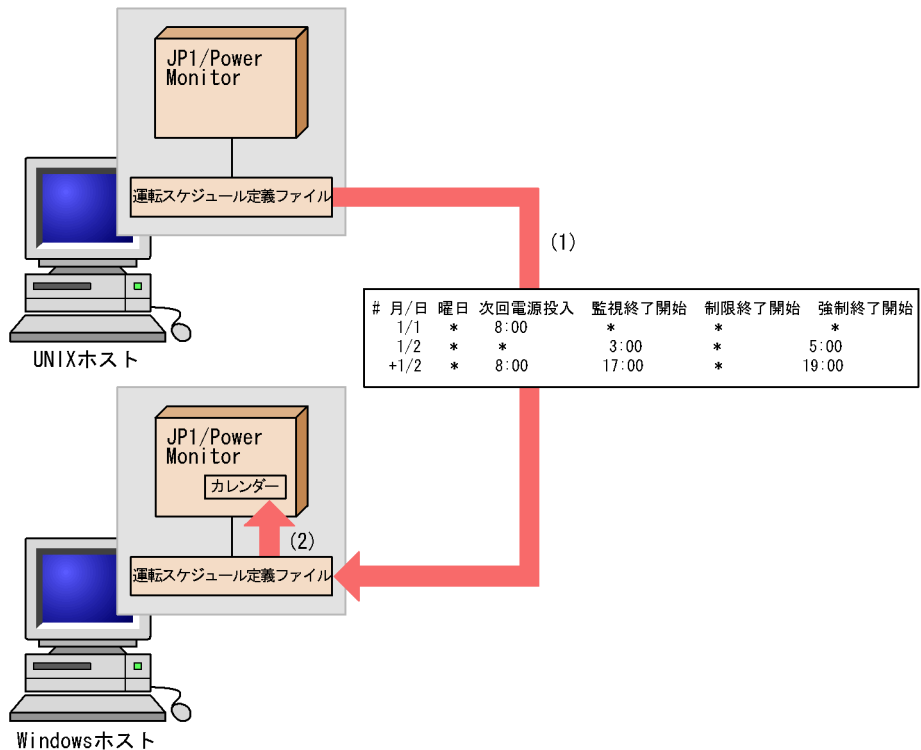 JP1/Power
Monitor
運転スケジュール定義ファイル
UNIXホスト
(1)
# 月/日 曜日 次回電源投入 監視終了開始 制限終了開始 強制終了開始
1/1 * 8:00 * * *
1/2 * * 3:00 * 5:00
+1/2 * 8:00 17:00 * 19:00
JP1/Power
Monitor
カレンダー
(2)
運転スケジュール定義ファイル
Windowsホスト